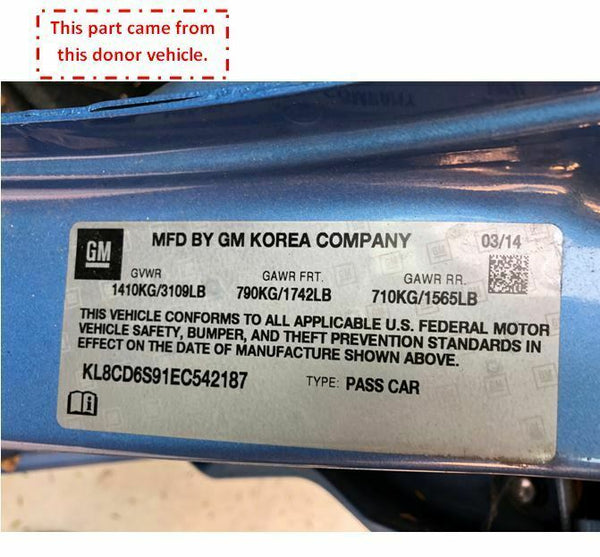 This part came from
this donor vehicle.
GM
MFD BY GM KOREA COMPANY 03/14
GVWR GAWR FRT. GAWR RR.
1410KG/3109LB 790KG/1742LB 710KG/1565LB
THIS VEHICLE CONFORMS TO ALL APPLICABLE U.S. FEDERAL MOTOR
VEHICLE SAFETY, BUMPER, AND THEFT PREVENTION STANDARDS IN
EFFECT ON THE DATE OF MANUFACTURE SHOWN ABOVE.
KL8CD6S91EC542187 TYPE: PASS CAR